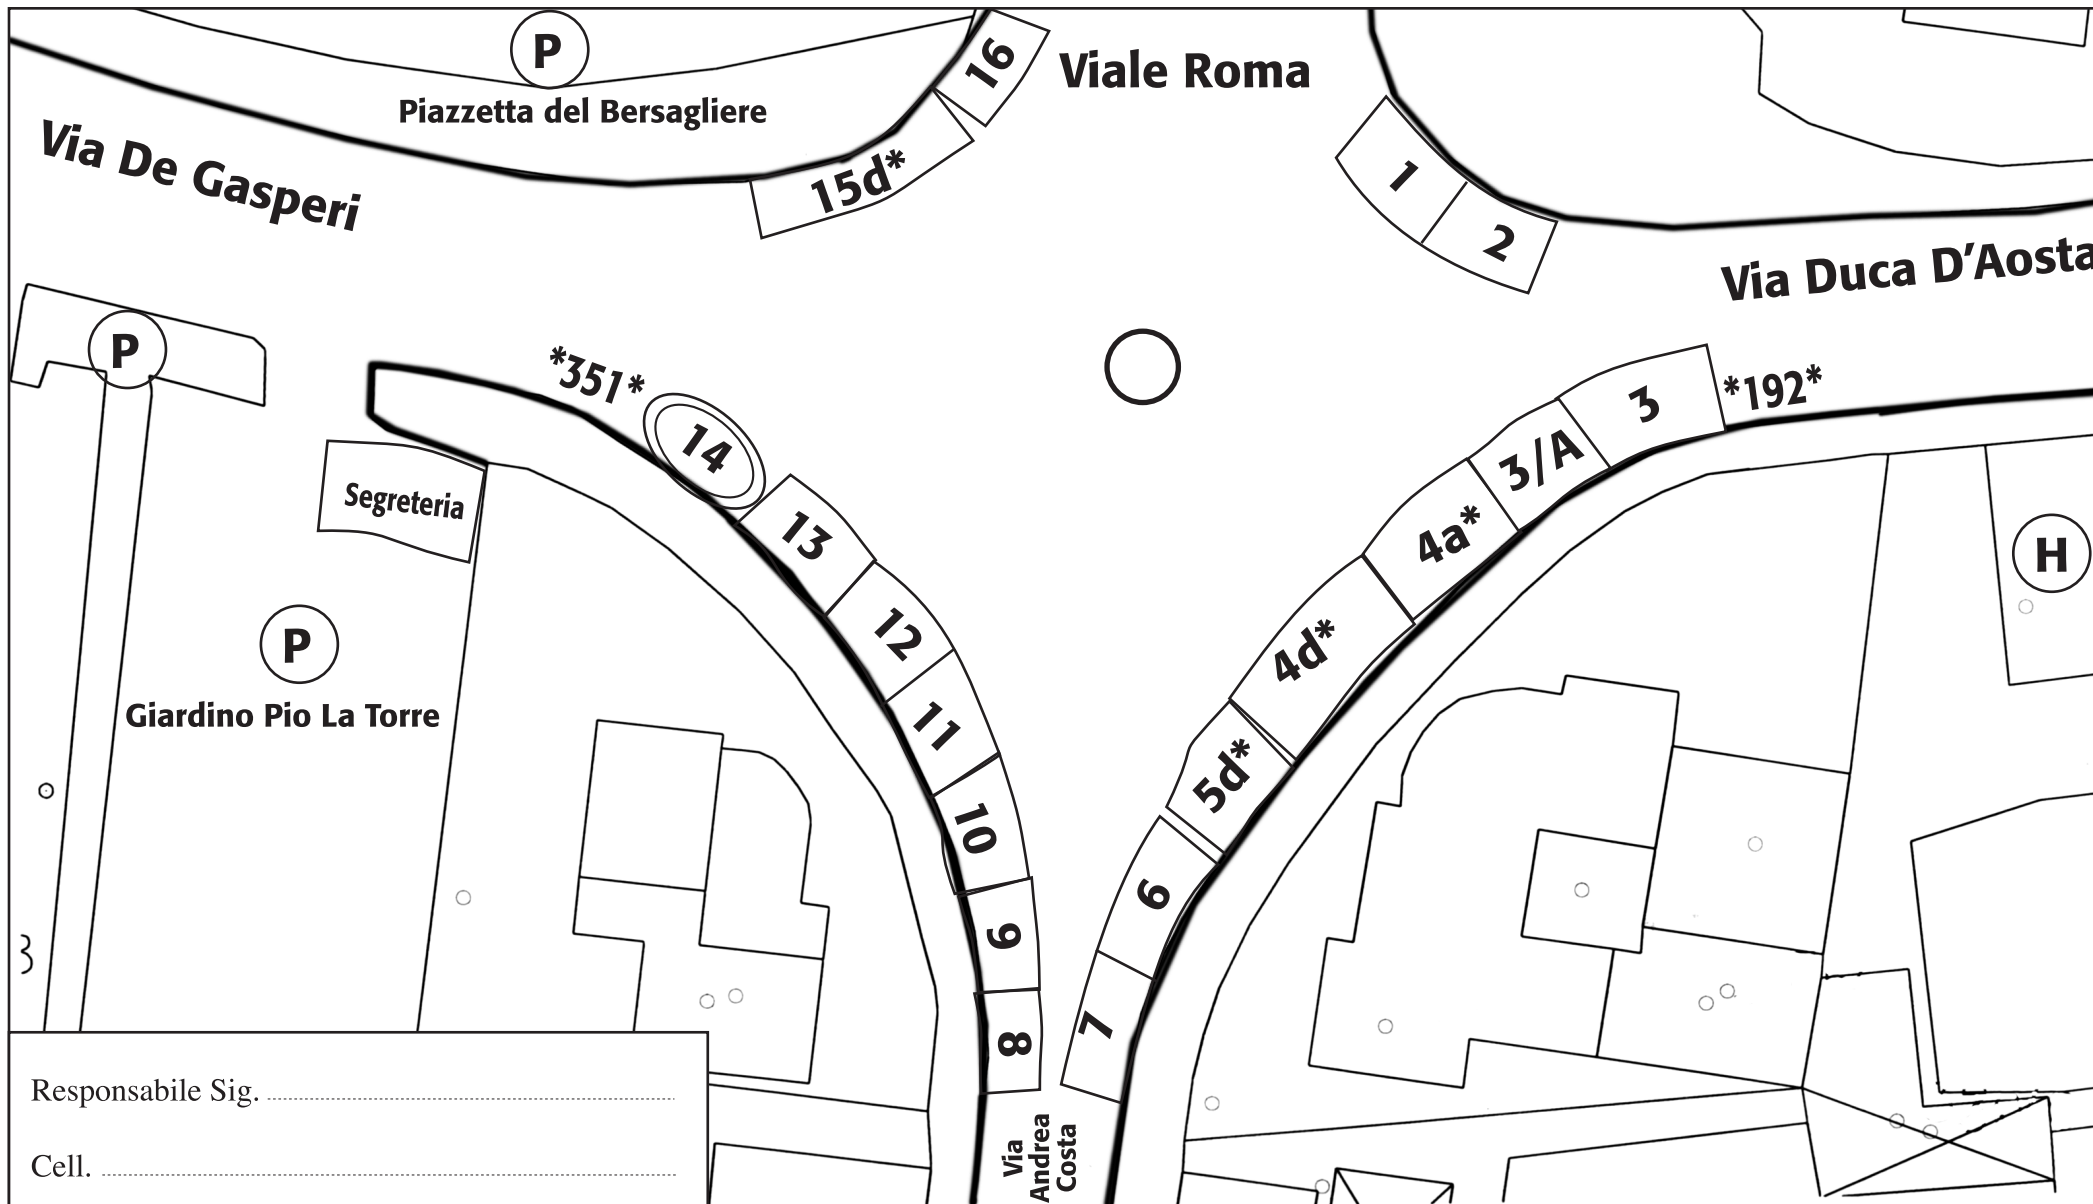 P
Piazzetta del Bersagliere
16
Viale Roma
Via De Gasperi
15d*
1
2
Via Duca D'Aosta
P
*351*
14
3
*192*
3/A
Segreteria
13
4a*
H
12
4d*
P
Giardino Pio La Torre
11
5d*
10
6
9
8
7
Responsabile Sig.
Cell.
Via
Andrea
Costa